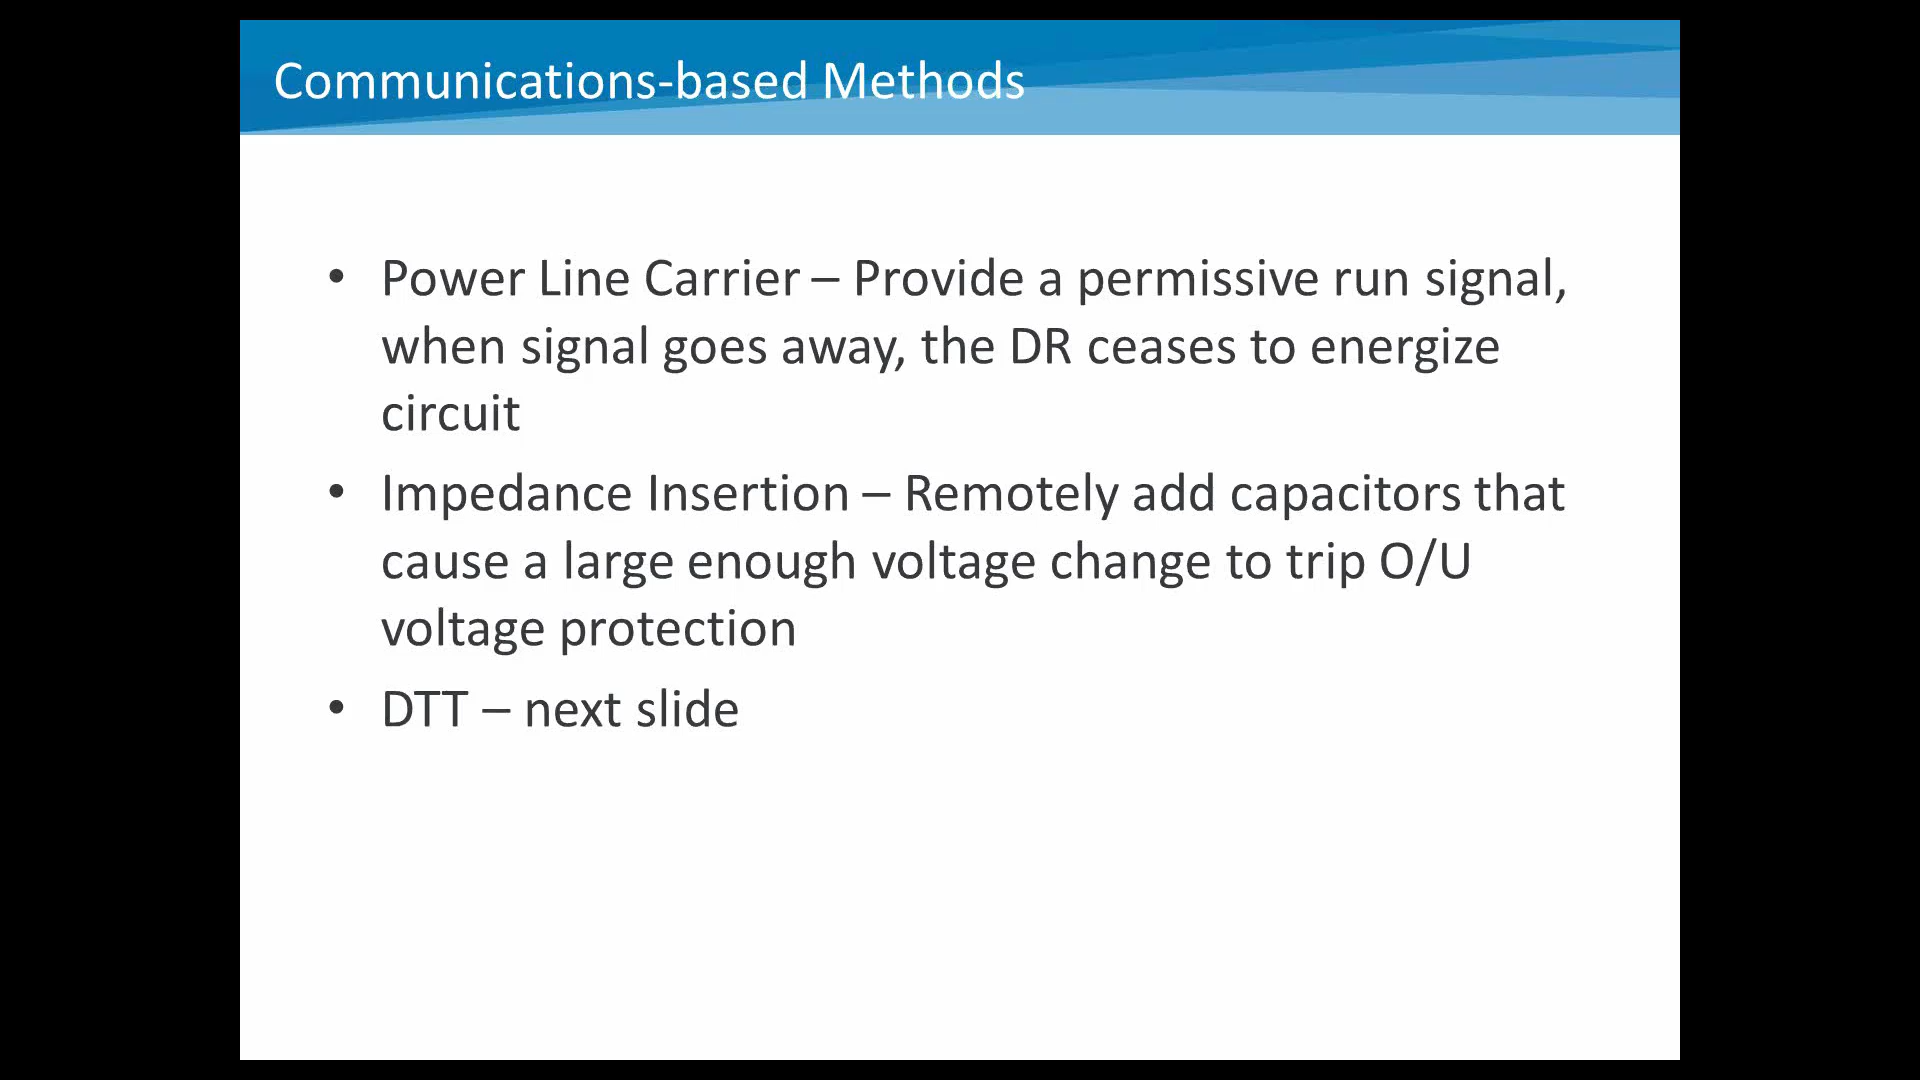 Communications-based Methods
• Power Line Carrier – Provide a permissive run signal,
when signal goes away, the DR ceases to energize
circuit
• Impedance Insertion – Remotely add capacitors that
cause a large enough voltage change to trip O/U
voltage protection
• DTT – next slide